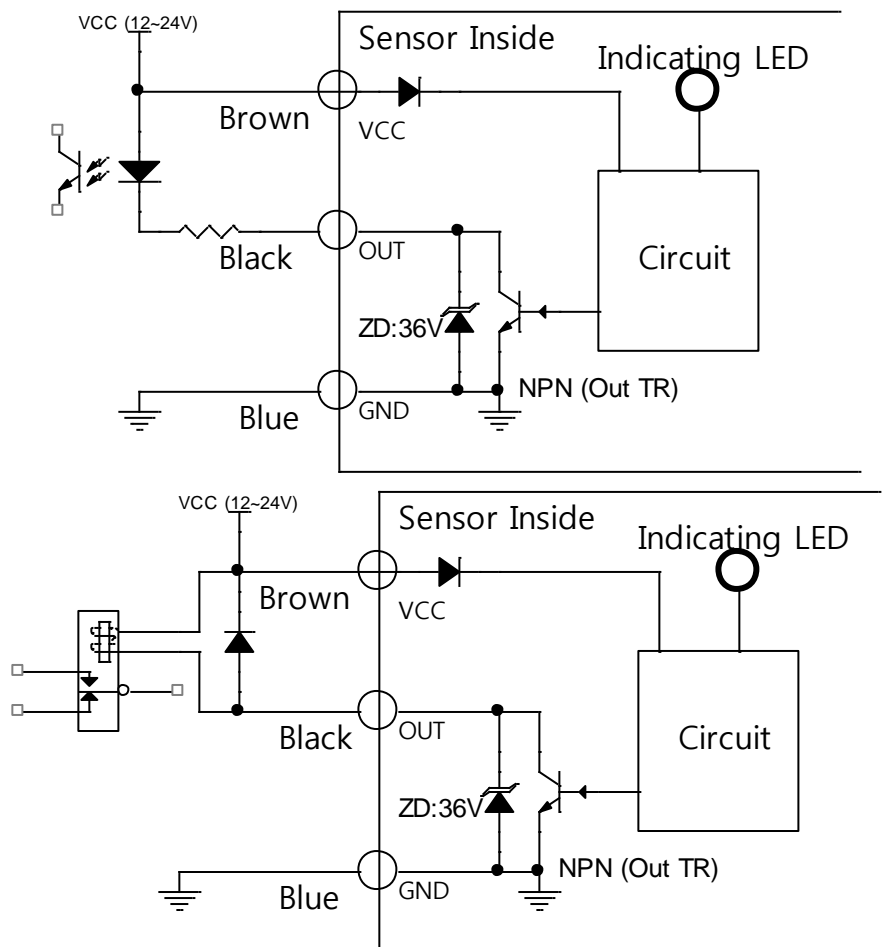 VCC (12~24V)
Sensor Inside
Indicating LED
Brown
VCC
Circuit
Black
OUT
ZD:36V
NPN (Out TR)
Blue
GND
VCC (12~24V)
Sensor Inside
Indicating LED
Brown
VCC
Circuit
Black
OUT
ZD:36V
NPN (Out TR)
Blue
GND